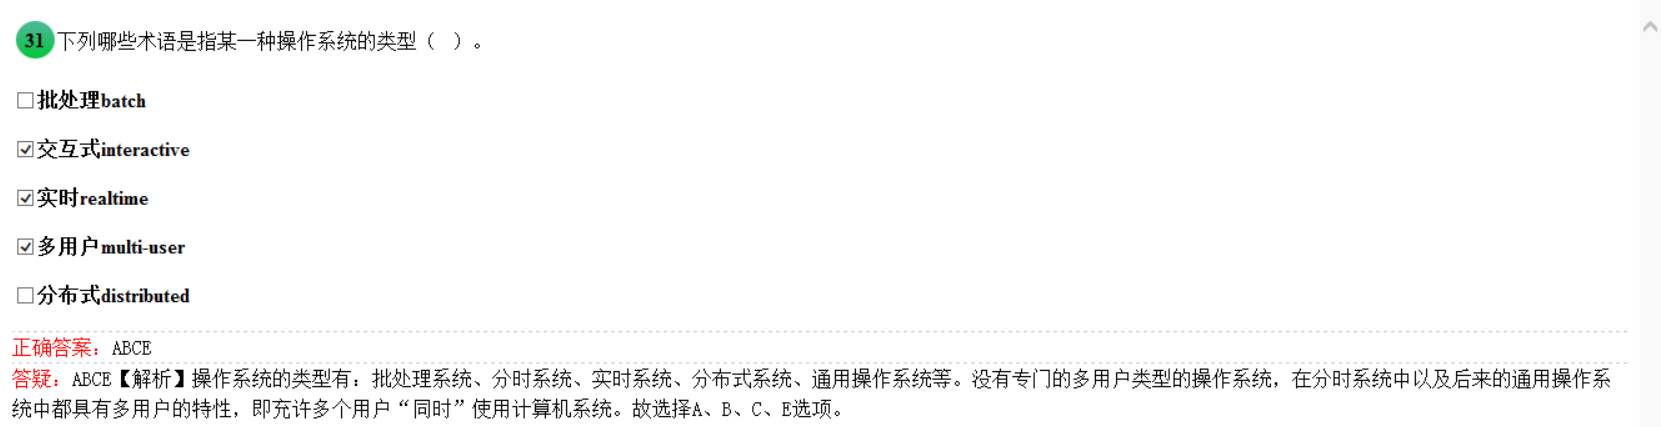 31 下列哪些术语是指某一种操作系统的类型（ ）。
批处理batch
交互式interactive
实时realtime
多用户multi-user
分布式distributed
正确答案：ABCE
答疑：ABCE【解析】操作系统的类型有：批处理系统、分时系统、实时系统、分布式系统、通用操作系统等。没有专门的多用户类型的操作系统，在分时系统中以及后来的通用操作系
统中都具有多用户的特性，即充许多个用户“同时”使用计算机系统。故选择A、B、C、E选项。